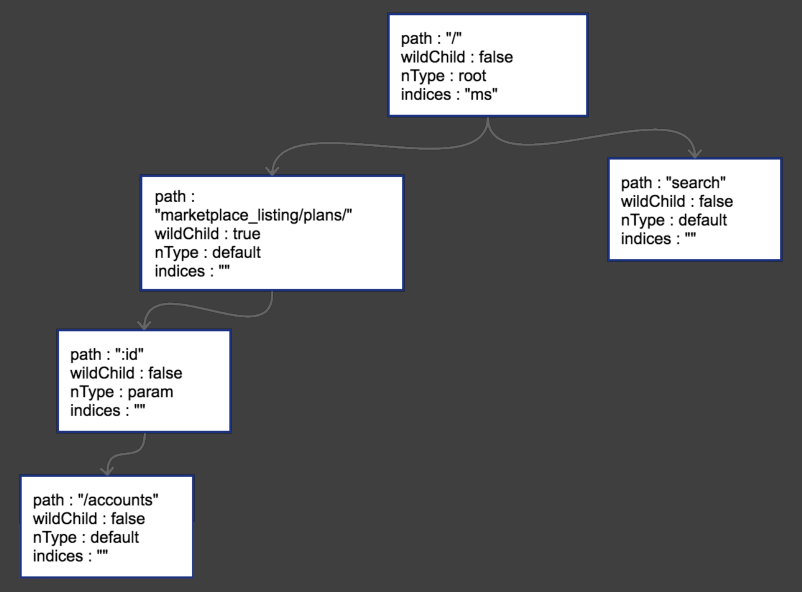 path : "/"
wildChild : false
nType : root
indices : "ms"
path :
"marketplace_listing/plans/"
wildChild : true
nType : default
indices : ""
path : "search"
wildChild : false
nType : default
indices : ""
path : ":id"
wildChild : false
nType : param
indices : ""
path : "/accounts"
wildChild : false
nType : default
indices : ""